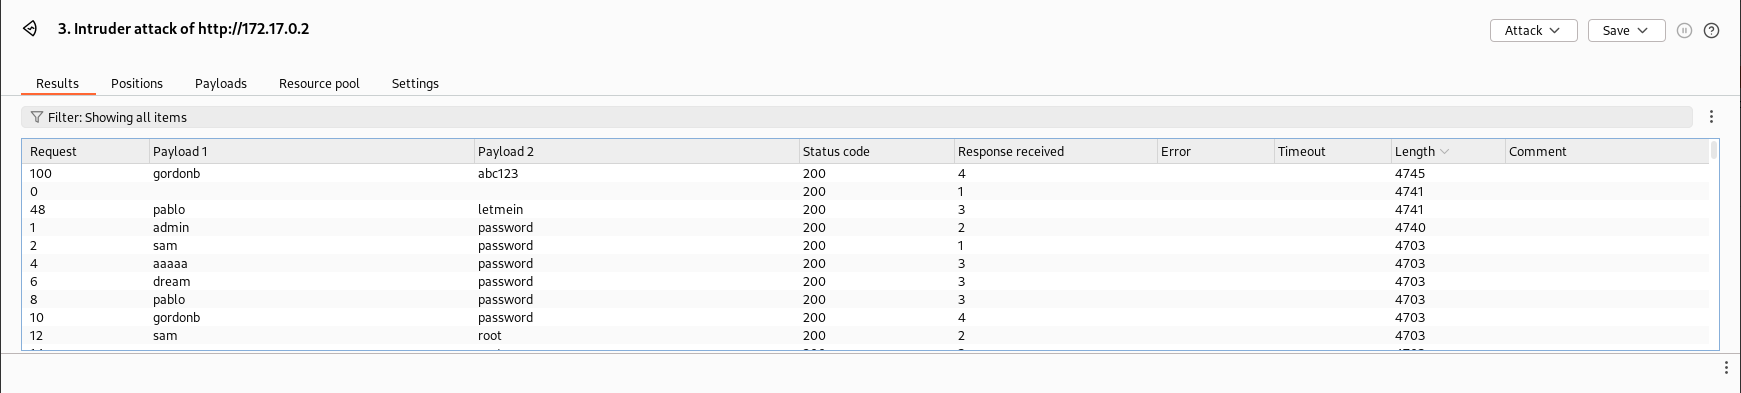 3. Intruder attack of http://172.17.0.2
Attack Save
Results Positions Payloads Resource pool Settings
Filter: Showing all items
Request Payload 1 Payload 2 Status code Response received Error Timeout Length Comment
100 gordonb abc123 200 4 4745
0 200 1 4741
48 pablo letmein 200 3 4741
1 admin password 200 2 4740
2 sam password 200 1 4703
4 aaaaa password 200 3 4703
6 dream password 200 3 4703
8 pablo password 200 3 4703
10 gordonb password 200 4 4703
12 sam root 200 2 4703